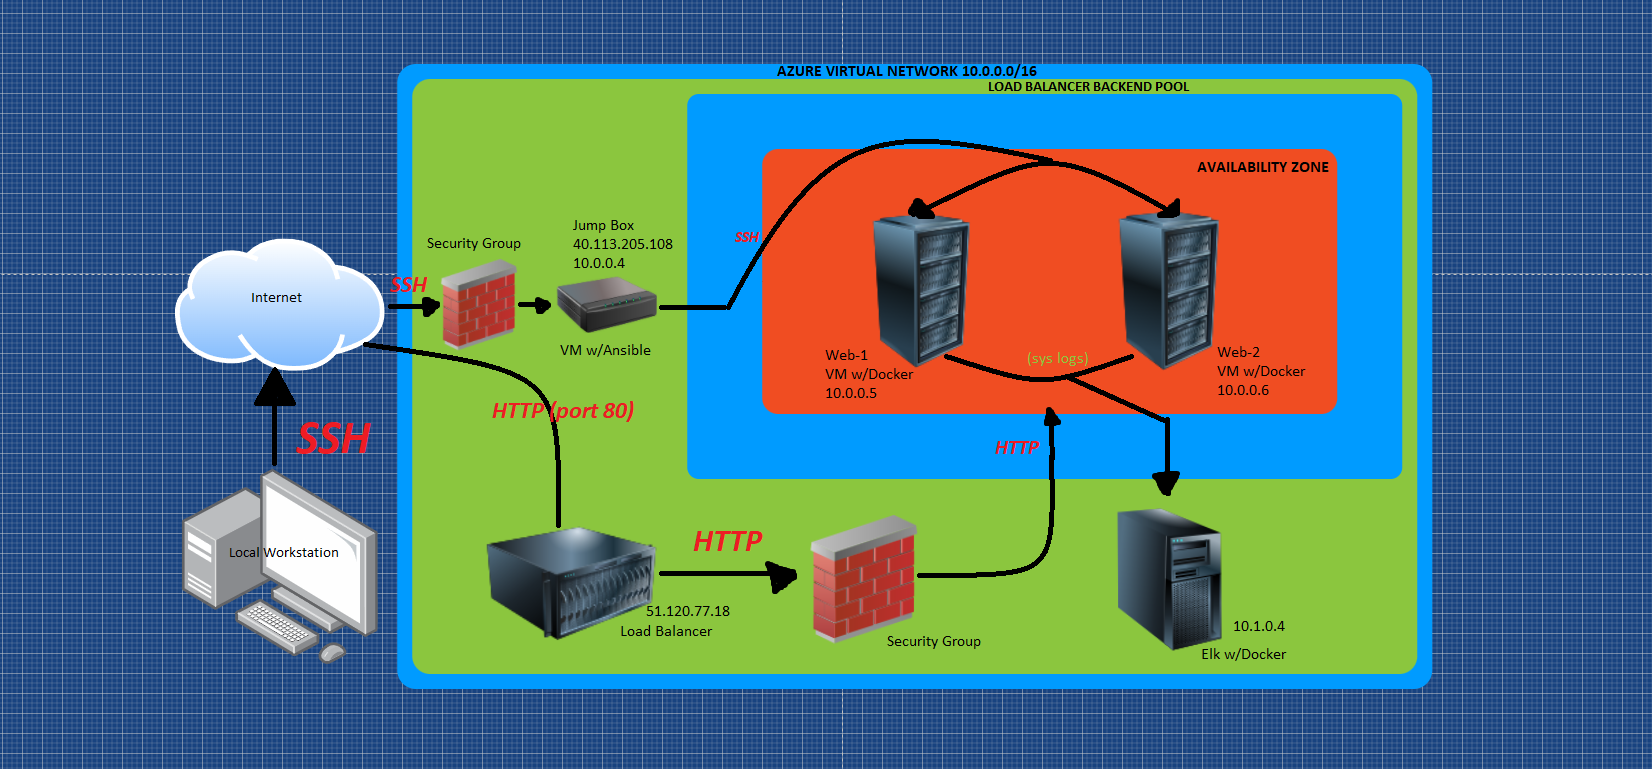 AZURE VIRTUAL NETWORK 10.0.0.0/16
LOAD BALANCER BACKEND POOL
AVAILABILITY ZONE
Jump Box
40.113.205.108
10.0.0.4
Security Group
SSH
SSH
Internet
VM w/Ansible
Web-1
VM w/Docker
10.0.0.5
(sys logs)
Web-2
VM w/Docker
10.0.0.6
HTTP (port 80)
SSH
HTTP
HTTP
Local Workstation
51.120.77.18
Load Balancer
Security Group
10.1.0.4
Elk w/Docker